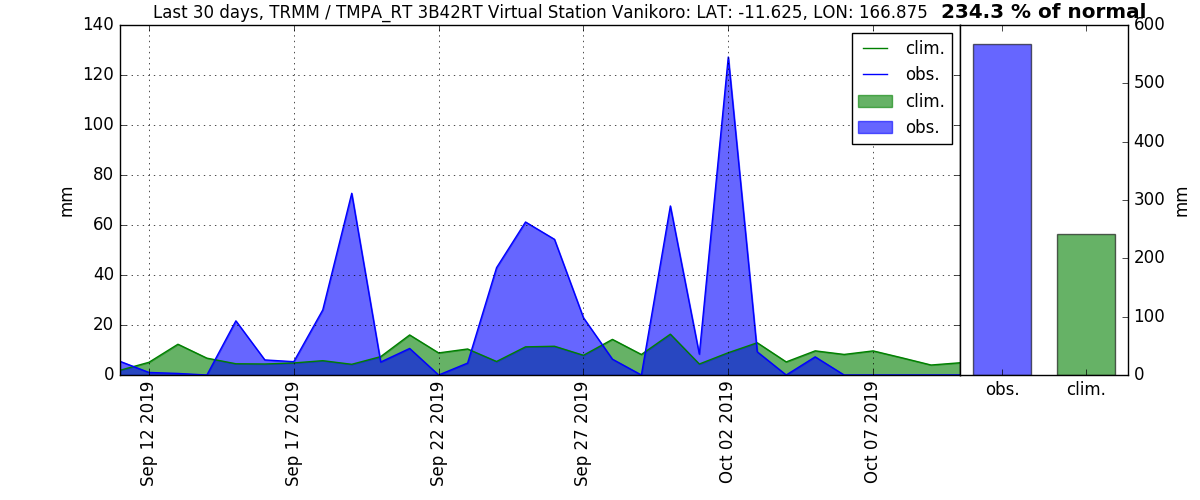 Last 30 days, TRMM / TMPA_RT 3B42RT Virtual Station Vanikoro: LAT: -11.625, LON: 166.875 234.3 % of normal
140
120
100
80
60
40
20
0
mm
clim.
obs.
clim.
obs.
Sep 12 2019
Sep 17 2019
Sep 22 2019
Sep 27 2019
Oct 02 2019
Oct 07 2019
600
500
400
300
200
100
0
mm
obs.
clim.